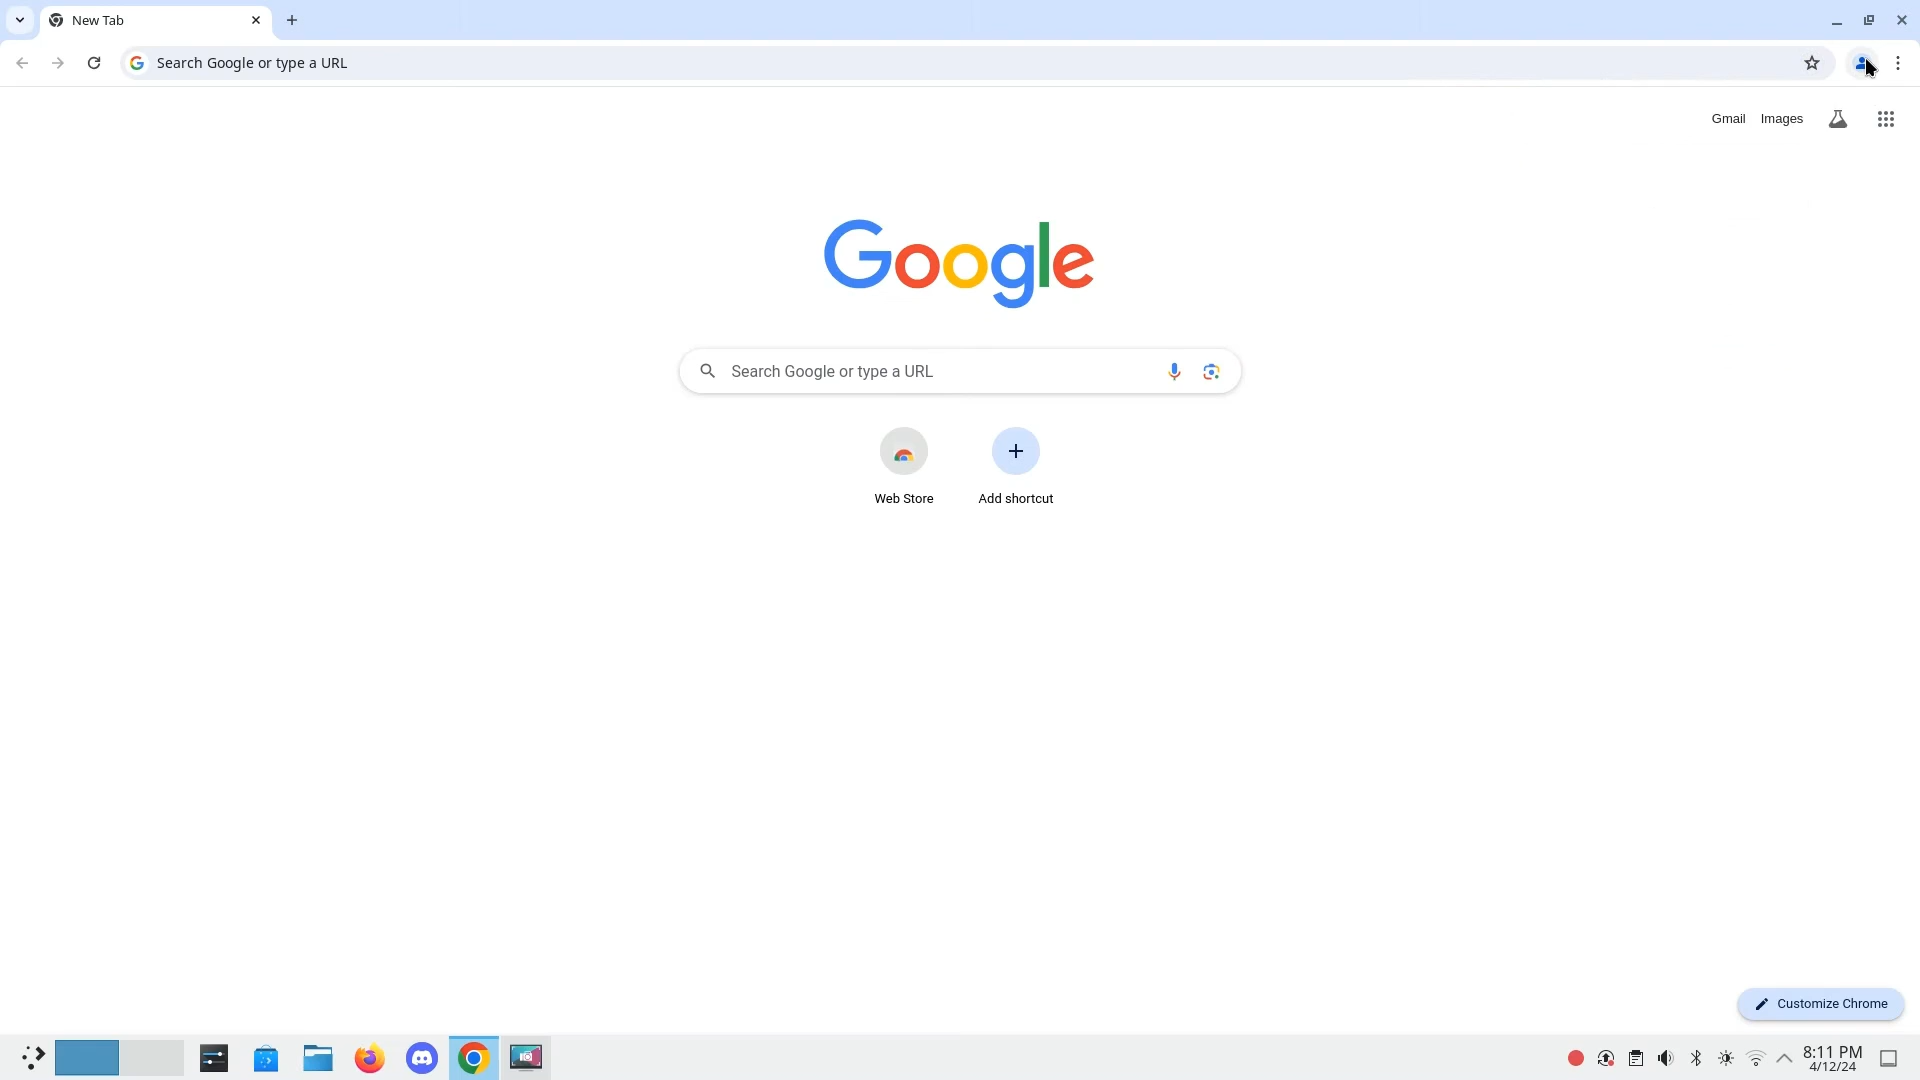 New Tab
Search Google or type a URL
Gmail Images
Google
Search Google or type a URL
Web Store Add shortcut
Customize Chrome
8:11 PM
4/12/24